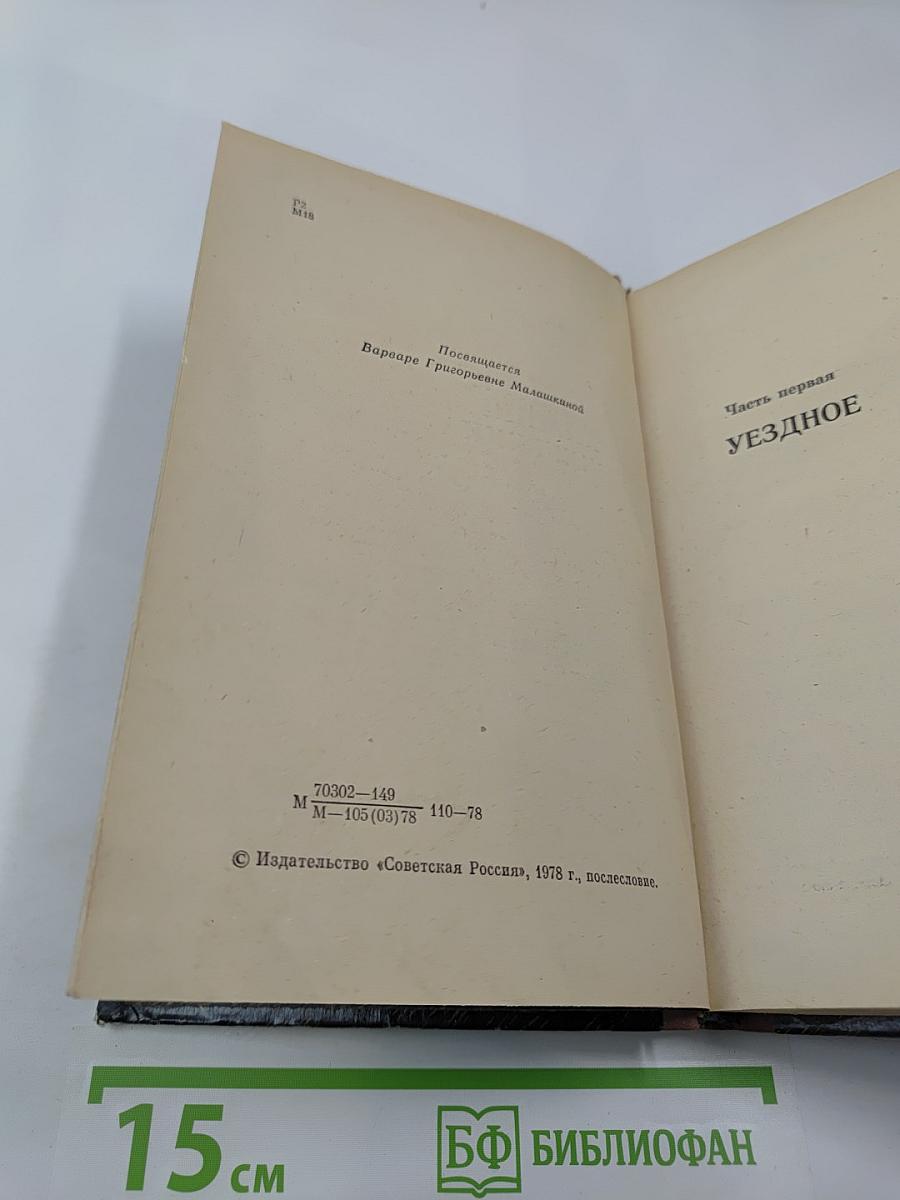 Р2
М18
Посвящается
Варваре Григорьевне Малашкиной
М 70302—149
М—105(03)78 110—78
© Издательство «Советская Россия», 1978 г., послесловие.
Часть первая
УЕЗДНОЕ
15 см
БФ БИБЛИОФАН